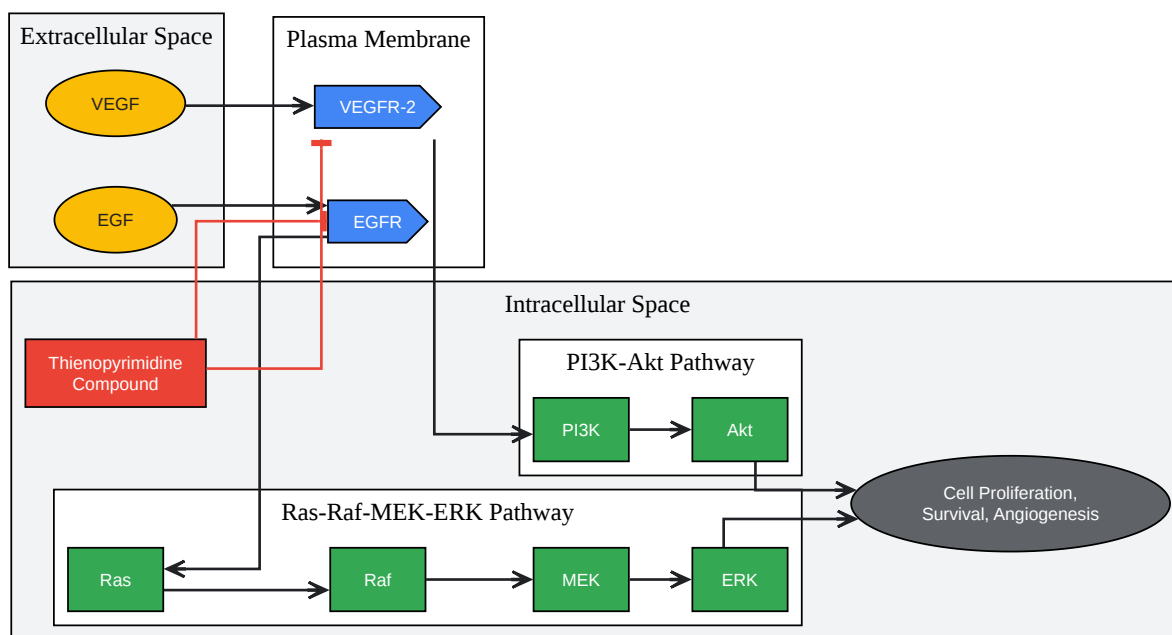 Extracellular Space
Plasma Membrane
VEGF
VEGFR-2
EGF
EGFR
Intracellular Space
Thienopyrimidine
Compound
PI3K-Akt Pathway
PI3K
Akt
Cell Proliferation,
Survival, Angiogenesis
Ras-Raf-MEK-ERK Pathway
Ras
Raf
MEK
ERK